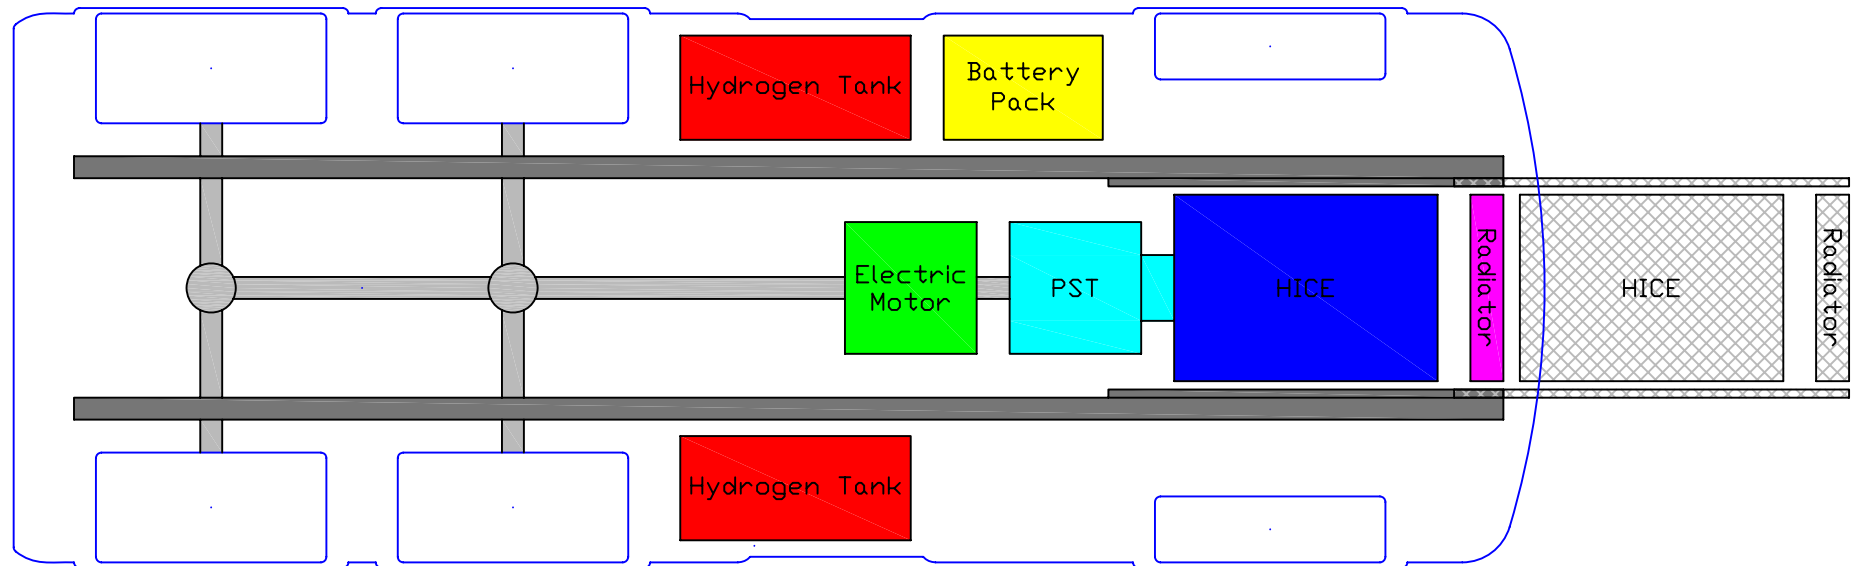 Hydrogen Tank
Battery
Pack
Electric
Motor
PST
HICE
Radiator
HICE
Radiator
Hydrogen Tank